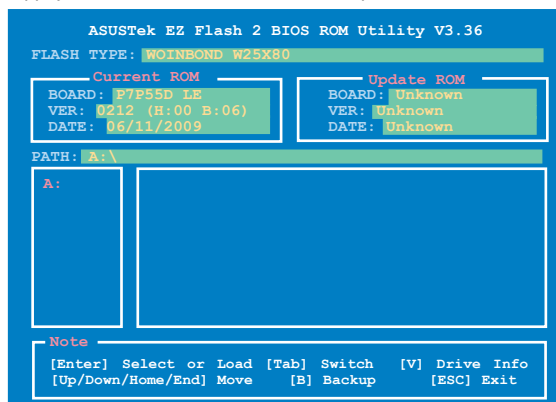 ASUSTek EZ Flash 2 BIOS ROM Utility V3.36
FLASH TYPE: WOINBOND W25X80
Current ROM
BOARD: P7P55D LE
VER: 0212 (H:00 B:06)
DATE: 06/11/2009
Update ROM
BOARD: Unknown
VER: Unknown
DATE: Unknown
PATH: A:\
A:
Note
[Enter] Select or Load [Tab] Switch [V] Drive Info
[Up/Down/Home/End] Move [B] Backup [ESC] Exit